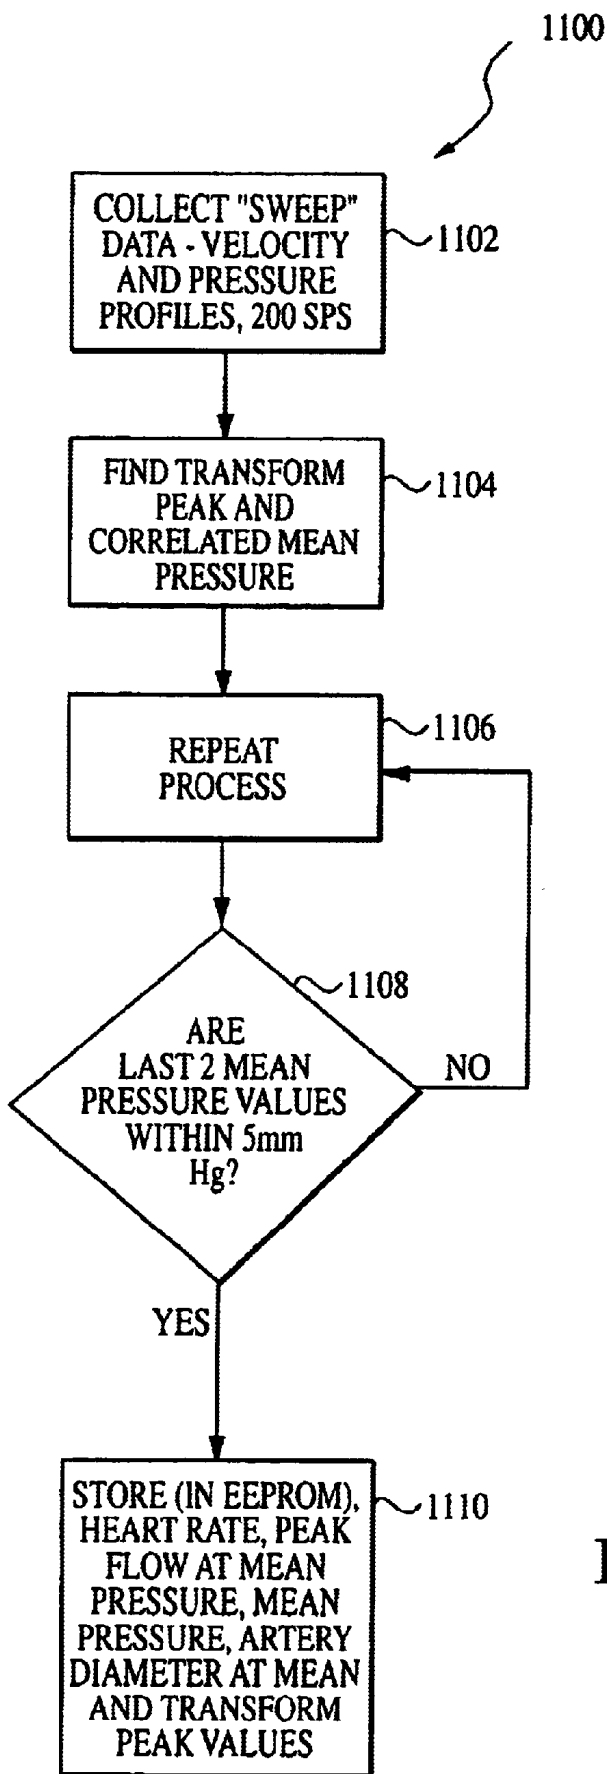 1100
COLLECT "SWEEP"
DATA - VELOCITY
AND PRESSURE
PROFILES, 200 SPS
1102
FIND TRANSFORM
PEAK AND
CORRELATED MEAN
PRESSURE
1104
REPEAT
PROCESS
1106
ARE
LAST 2 MEAN
PRESSURE VALUES
WITHIN 5mm
Hg?
1108
NO
YES
STORE (IN EEPROM),
HEART RATE, PEAK
FLOW AT MEAN
PRESSURE, MEAN
PRESSURE, ARTERY
DIAMETER AT MEAN
AND TRANSFORM
PEAK VALUES
1110